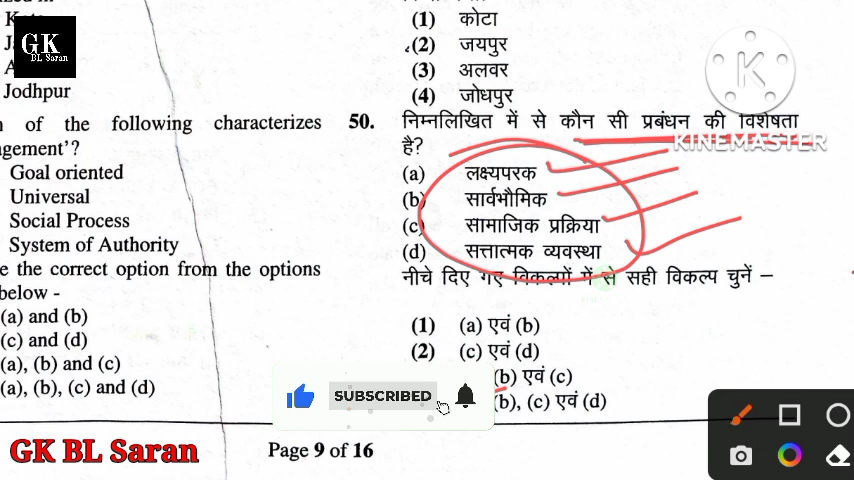 GK
BL Saran
Jodhpur
of the following characterizes
Goal oriented
Universal
Social Process
System of Authority
the correct option from the options
below -
(a) and (b)
(c) and (d)
(a), (b) and (c)
(a), (b), (c) and (d)
(1) कोटा
(2) जयपुर
(3) अलवर
(4) जोधपुर
50. निम्नलिखित में से कौन सी प्रबंधन की विशेषता
है?
(a) लक्ष्यपरक
(b) सार्वभौमिक
(c) सामाजिक प्रक्रिया
(d) सत्तात्मक व्यवस्था
नीचे दिए गए विकल्पों में से सही विकल्प चुनें –
(1) (a) एवं (b)
(2) (c) एवं (d)
(b) एवं (c)
(b), (c) एवं (d)
K
KINEMASTER
SUBSCRIBED
GK BL Saran
Page 9 of 16